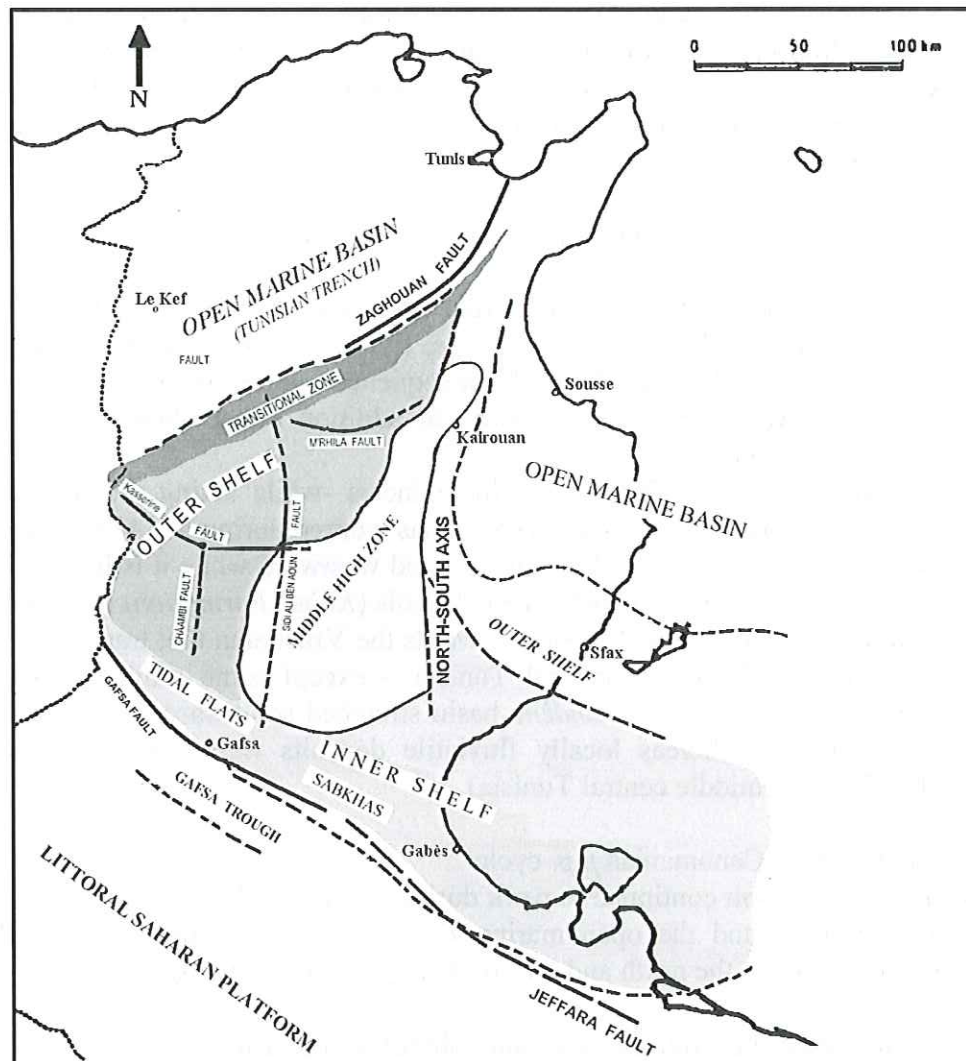 0 50 100 km
N
Tunis
OPEN MARINE BASIN
(TUNISIAN TRENCH)
ZAGHOUAN FAULT
Le Kef
FAULT
TRANSITIONAL ZONE
Sousse
M'RHILA FAULT
Kairouan
OPEN MARINE BASIN
Kasserine
FAULT
OUTER SHELF
FAULT
CHAAMBI FAULT
SIDI ALI BEN AOUN
MIDDLE HIGH ZONE
NORTH-SOUTH AXIS
OUTER SHELF
Sfax
TIDAL FLATS
GAFSA FAULT
Gafsa
INNER SHELF
SABKHAS
GAFSA TROUGH
Gabès
LITTORAL SAHARAN PLATFORM
JEFFARA FAULT